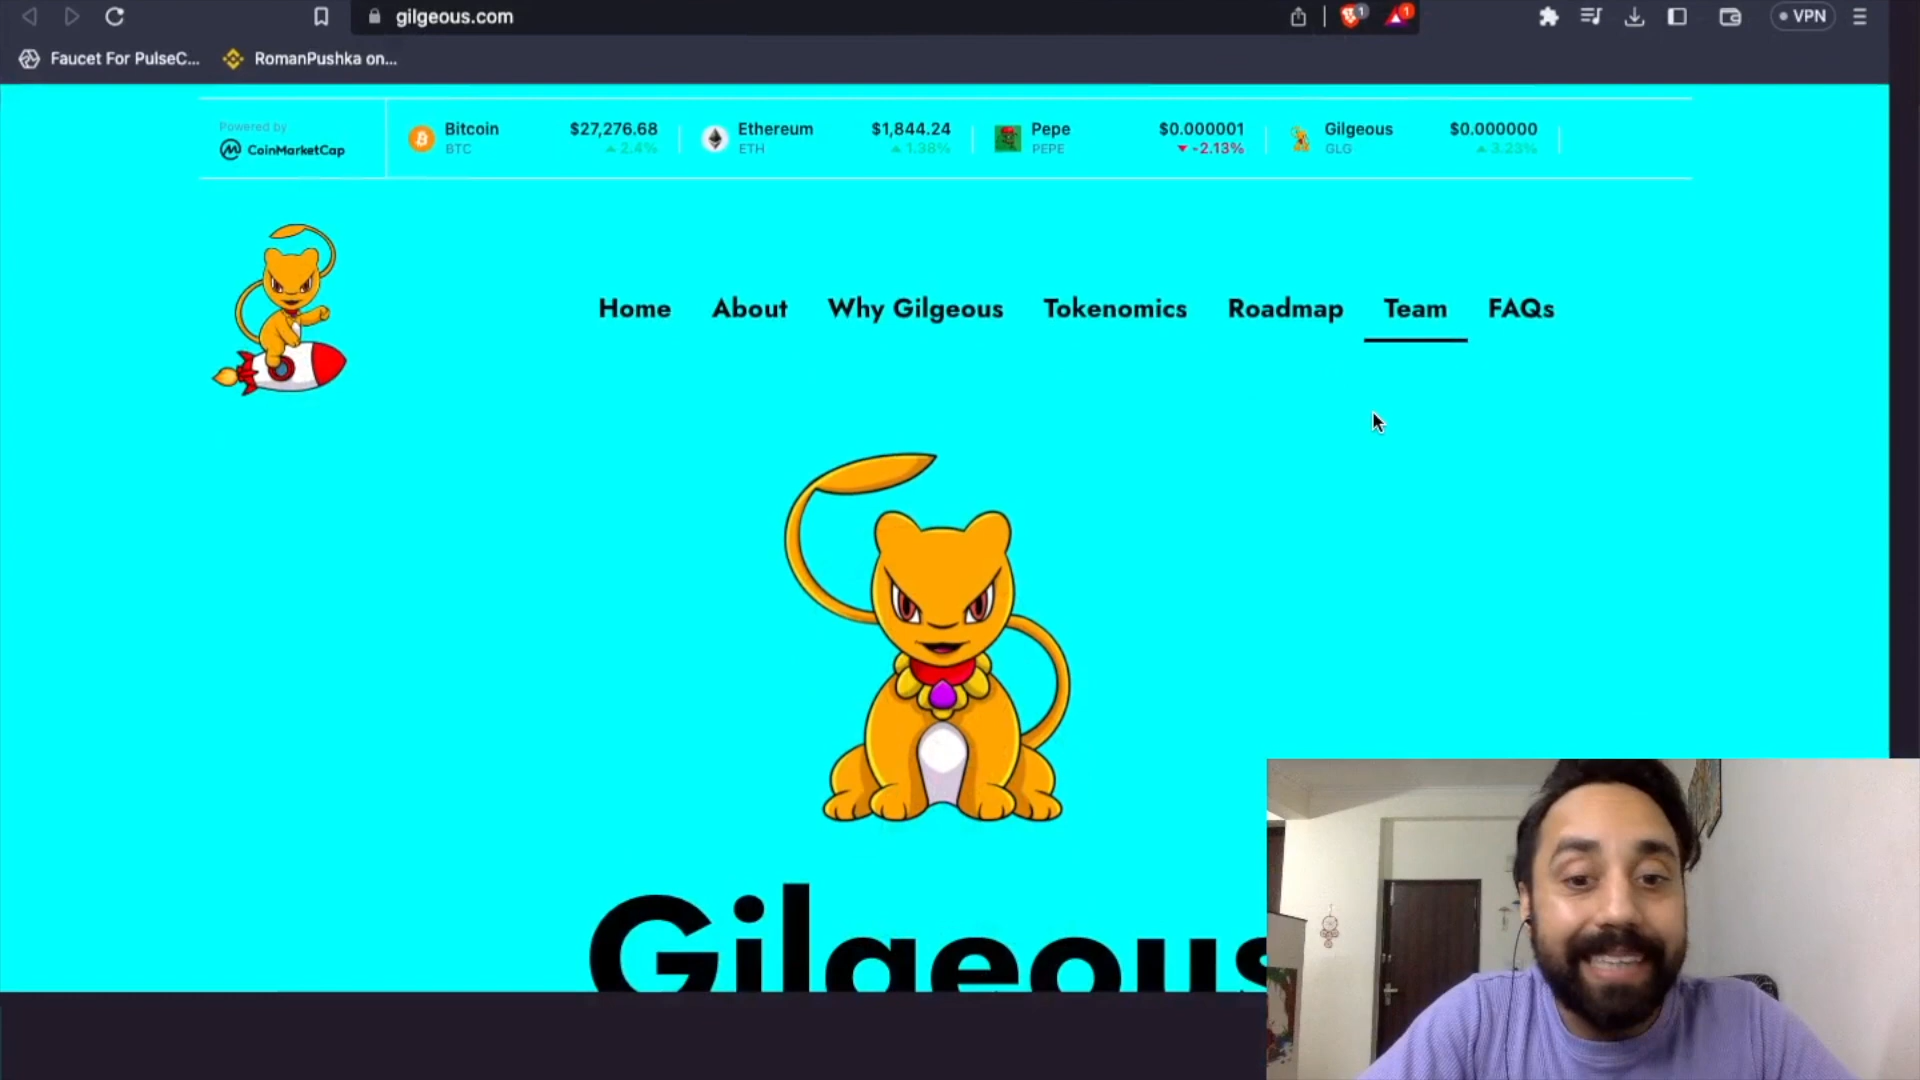 gilgeous.com
1
1
VPN
Faucet For PulseC...
RomanPushka on...
Powered by
CoinMarketCap
Bitcoin
BTC
$27,276.68
2.4%
Ethereum
ETH
$1,844.24
1.38%
Pepe
PEPE
$0.000001
-2.13%
Gilgeous
GLG
$0.000000
3.23%
Home
About
Why Gilgeous
Tokenomics
Roadmap
Team
FAQs
Gilgeous